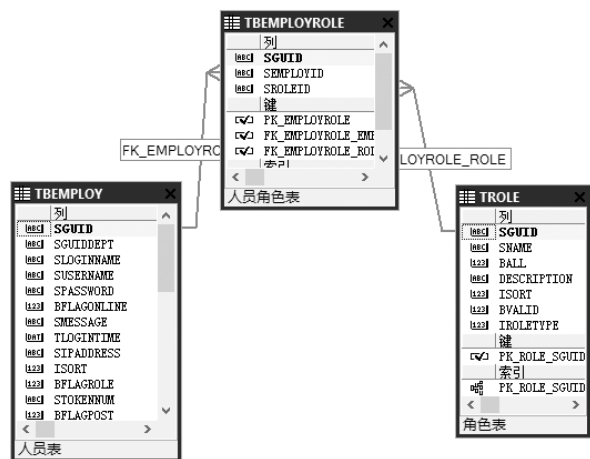 TBEMPLOYROLE
列
SGUID
SEMPLOYID
SROLEID
键
PK_EMPLOYROLE
FK_EMPLOYROLE_EMP
FK_EMPLOYROLE_ROL
索引
人员角色表
FK_EMPLOYRO
LOYROLE_ROLE
TBEMPLOY
列
SGUID
SGUIDDEPT
SLOGINNAME
SUSERNAME
SPASSWORD
BFLAGONLINE
SMESSAGE
TLOGINTIME
SIPADDRESS
ISORT
BFLAGROLE
STOKENNUM
BFLAGPOST
人员表
TROLE
列
SGUID
SNAME
BALL
DESCRIPTION
ISORT
BVALID
IROLETYPE
键
PK_ROLE_SGUID
索引
PK_ROLE_SGUID
角色表